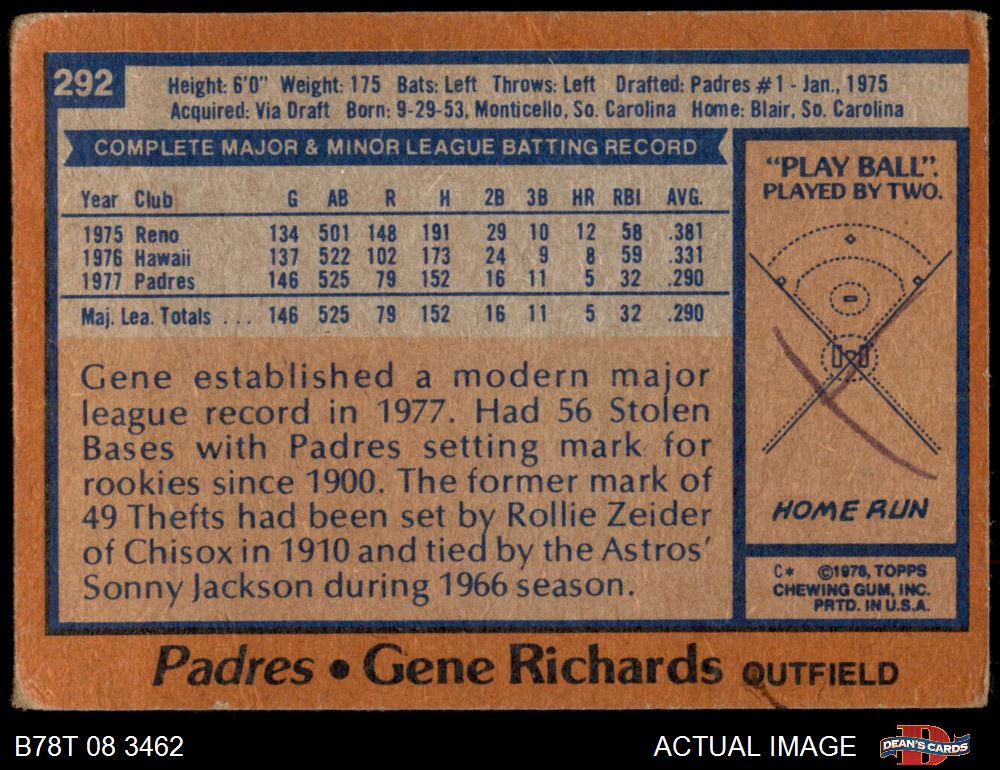 292
Height: 6'0" Weight: 175 Bats: Left Throws: Left Drafted: Padres #1 - Jan., 1975
Acquired: Via Draft Born: 9-29-53, Monticello, So. Carolina Home: Blair, So. Carolina
COMPLETE MAJOR & MINOR LEAGUE BATTING RECORD
Year Club G AB R H 2B 3B HR RBI AVG.
1975 Reno 134 501 148 191 29 10 12 58 .381
1976 Hawaii 137 522 102 173 24 9 8 59 .331
1977 Padres 146 525 79 152 16 11 5 32 .290
Maj. Lea. Totals ... 146 525 79 152 16 11 5 32 .290
Gene established a modern major
league record in 1977. Had 56 Stolen
Bases with Padres setting mark for
rookies since 1900. The former mark of
49 Thefts had been set by Rollie Zeider
of Chisox in 1910 and tied by the Astros'
Sonny Jackson during 1966 season.
"PLAY BALL".
PLAYED BY TWO.
HOME RUN
C* ©1978, TOPPS
CHEWING GUM, INC.
PRTD. IN U.S.A.
Padres • Gene Richards OUTFIELD
B78T 08 3462
ACTUAL IMAGE
DEAN'S CARDS